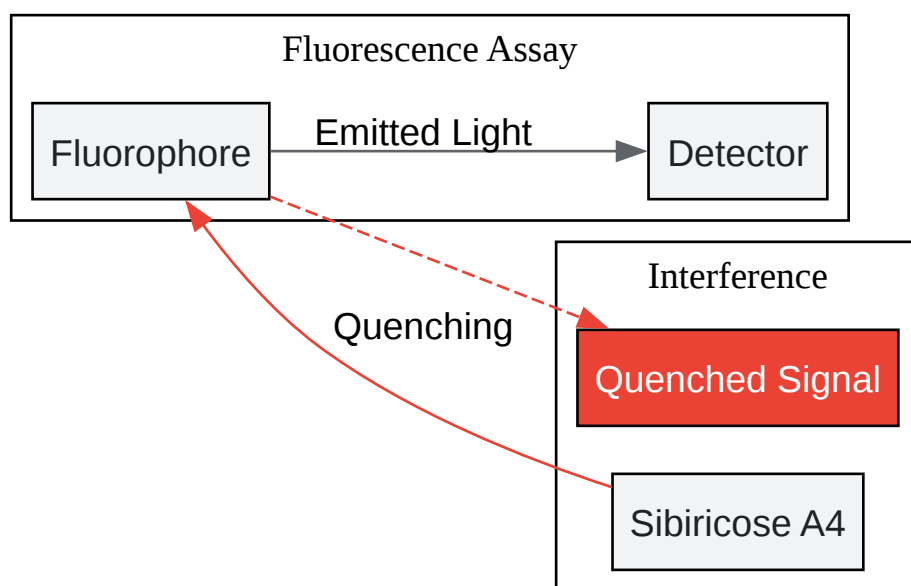 Fluorescence Assay
Fluorophore
Emitted Light
Detector
Interference
Quenching
Quenched Signal
Sibiricose A4